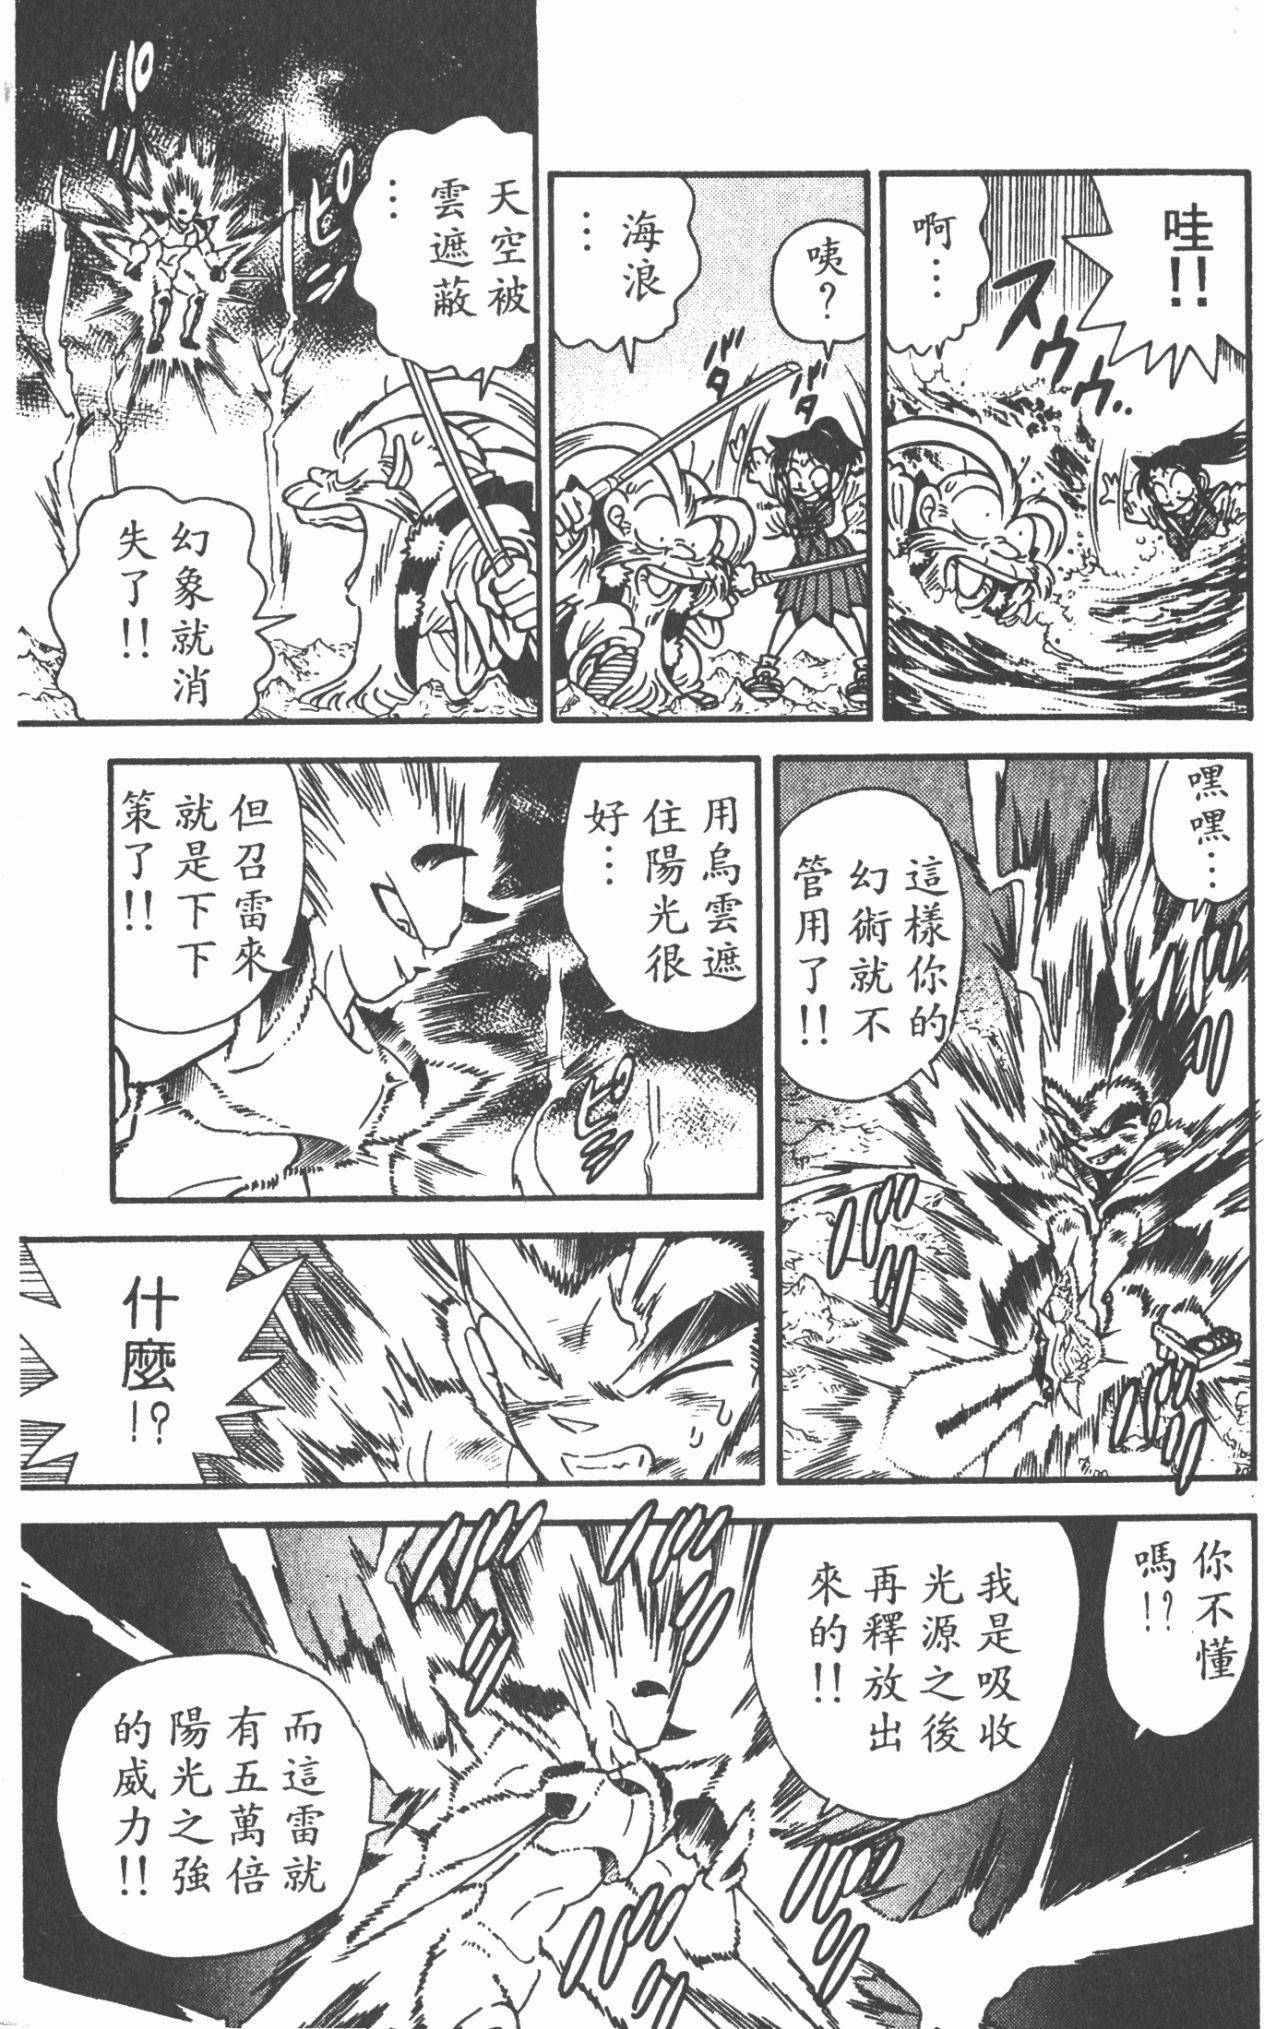 哇!!
啊…
スウウ‥
咦?
海浪
…
天空被
雲遮蔽
…
幻象就消
失了!!
嘿嘿…
這樣你的
幻術就不
管用了!!
用烏雲遮
住陽光很
好…
但召雷來
就是下下
策了!!
什麼!?
你不懂
嗎!?
我是吸收
光源之後
再釋放出
來的!!
而這雷就
有五萬倍
陽光之強
的威力!!